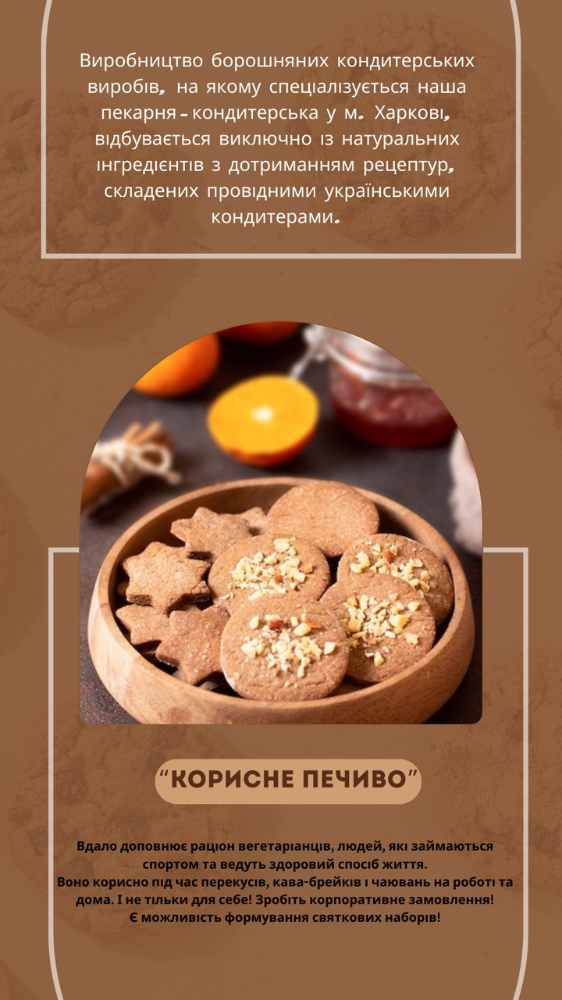 Виробництво борошняних кондитерських
виробів, на якому спеціалізується наша
пекарня-кондитерська у м. Харкові,
відбувається виключно із натуральних
інгредієнтів з дотриманням рецептур,
складених провідними українськими
кондитерами.
“КОРИСНЕ ПЕЧИВО”
Вдало доповнює раціон вегетаріанців, людей, які займаються
спортом та ведуть здоровий спосіб життя.
Воно корисно під час перекусів, кава-брейків і чаювань на роботі та
дома. І не тільки для себе! Зробіть корпоративне замовлення!
Є можливість формування святкових наборів!